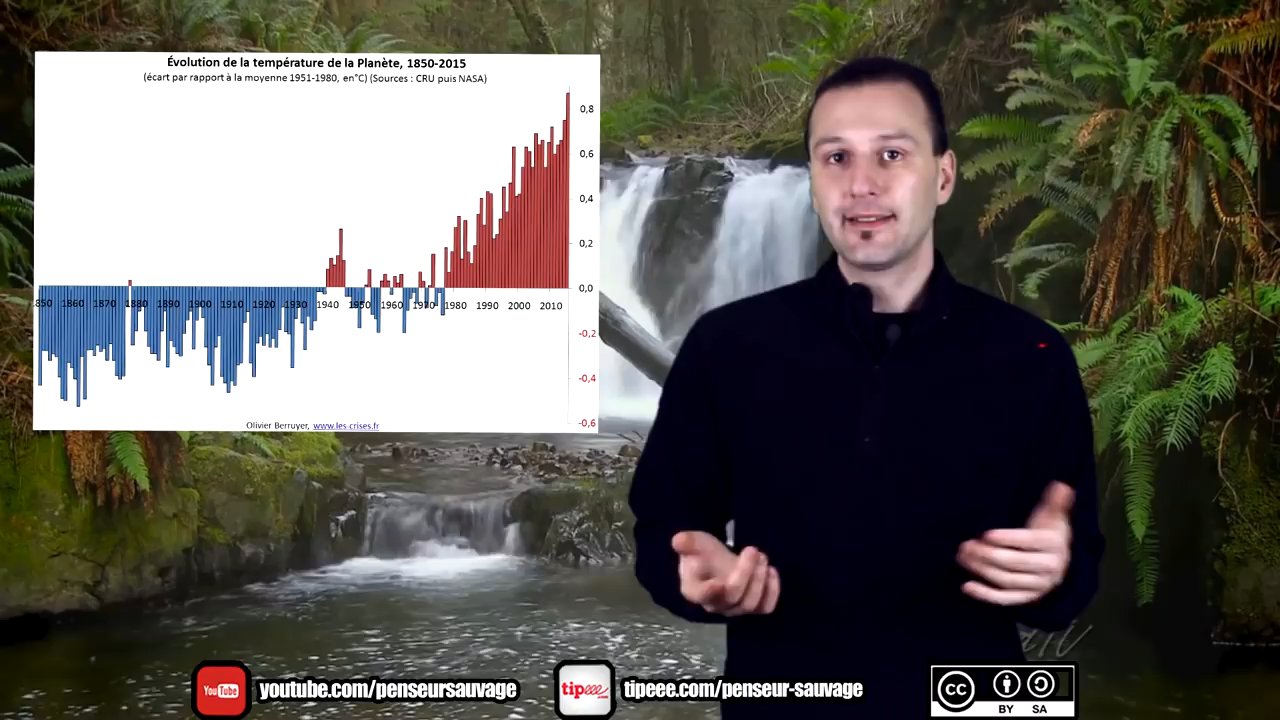 Évolution de la température de la Planète, 1850-2015
(écart par rapport à la moyenne 1951-1980, en°C) (Sources : CRU puis NASA)
0,8
0,6
0,4
0,2
0,0
850 1860 1870 1880 1890 1900 1910 1920 1930 1940 1950 1960 1970 1980 1990 2000 2010
-0,2
-0,4
-0,6
Olivier Berruyer, www.les-crises.fr
You Tube youtube.com/penseursauvage
tipeee tipeee.com/penseur-sauvage
cc
BY SA